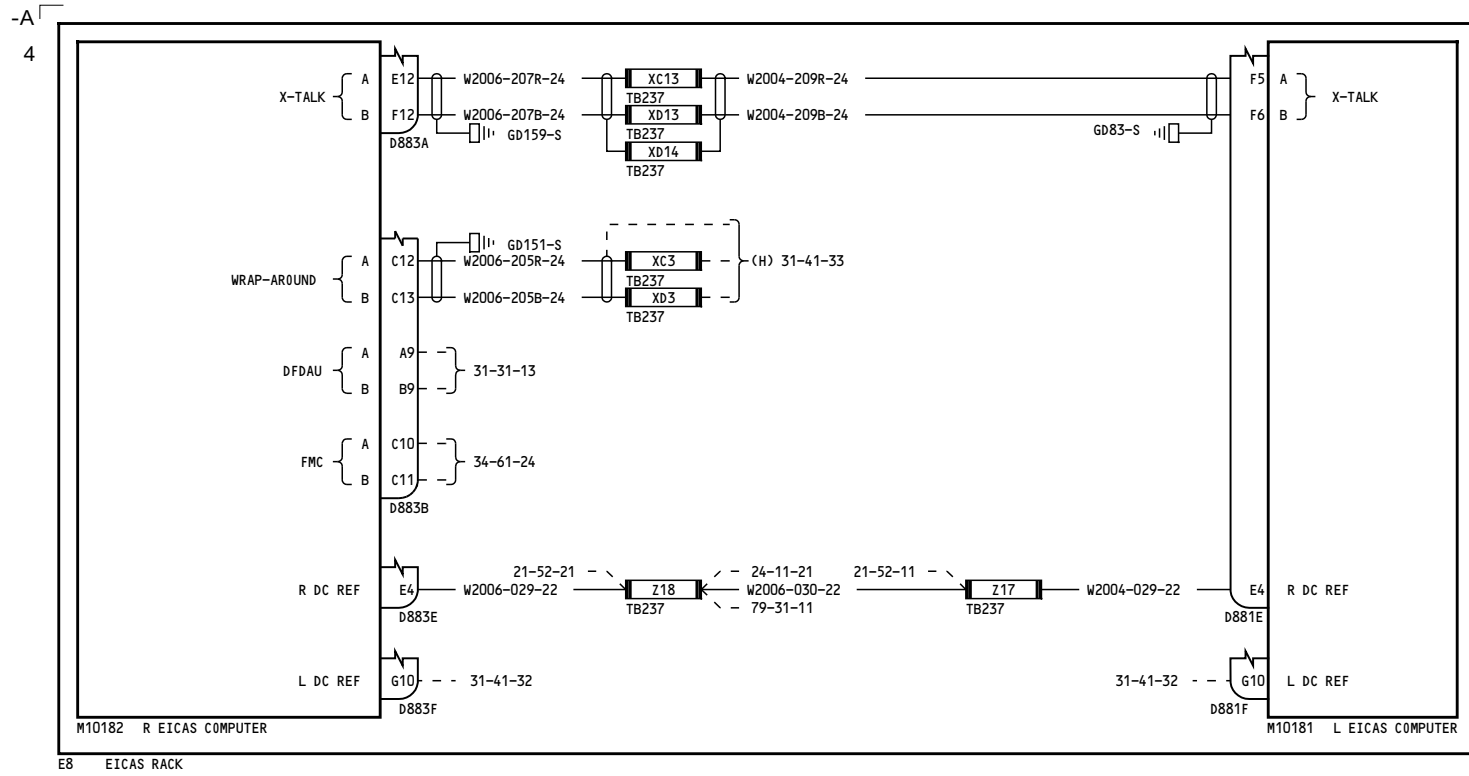 -A
4
E12 W2006-207R-24 XC13 W2004-209R-24 F5
A A
X-TALK TB237 X-TALK
B B
F12 W2006-207B-24 XD13 W2004-209B-24 F6
GD159-S TB237 GD83-S
D883A XD14
TB237
GD151-S
A C12 W2006-205R-24 XC3 (H) 31-41-33
WRAP-AROUND TB237
B C13 W2006-205B-24 XD3
TB237
A A9
DFDAU 31-31-13
B B9
A C10
FMC 34-61-24
B C11
D883B
21-52-21 24-11-21 21-52-11
R DC REF E4 W2006-029-22 Z18 W2006-030-22 Z17 W2004-029-22 E4 R DC REF
D883E TB237 79-31-11 TB237 D881E
L DC REF G10 31-41-32 31-41-32 G10 L DC REF
D883F D881F
M10182 R EICAS COMPUTER M10181 L EICAS COMPUTER
E8 EICAS RACK